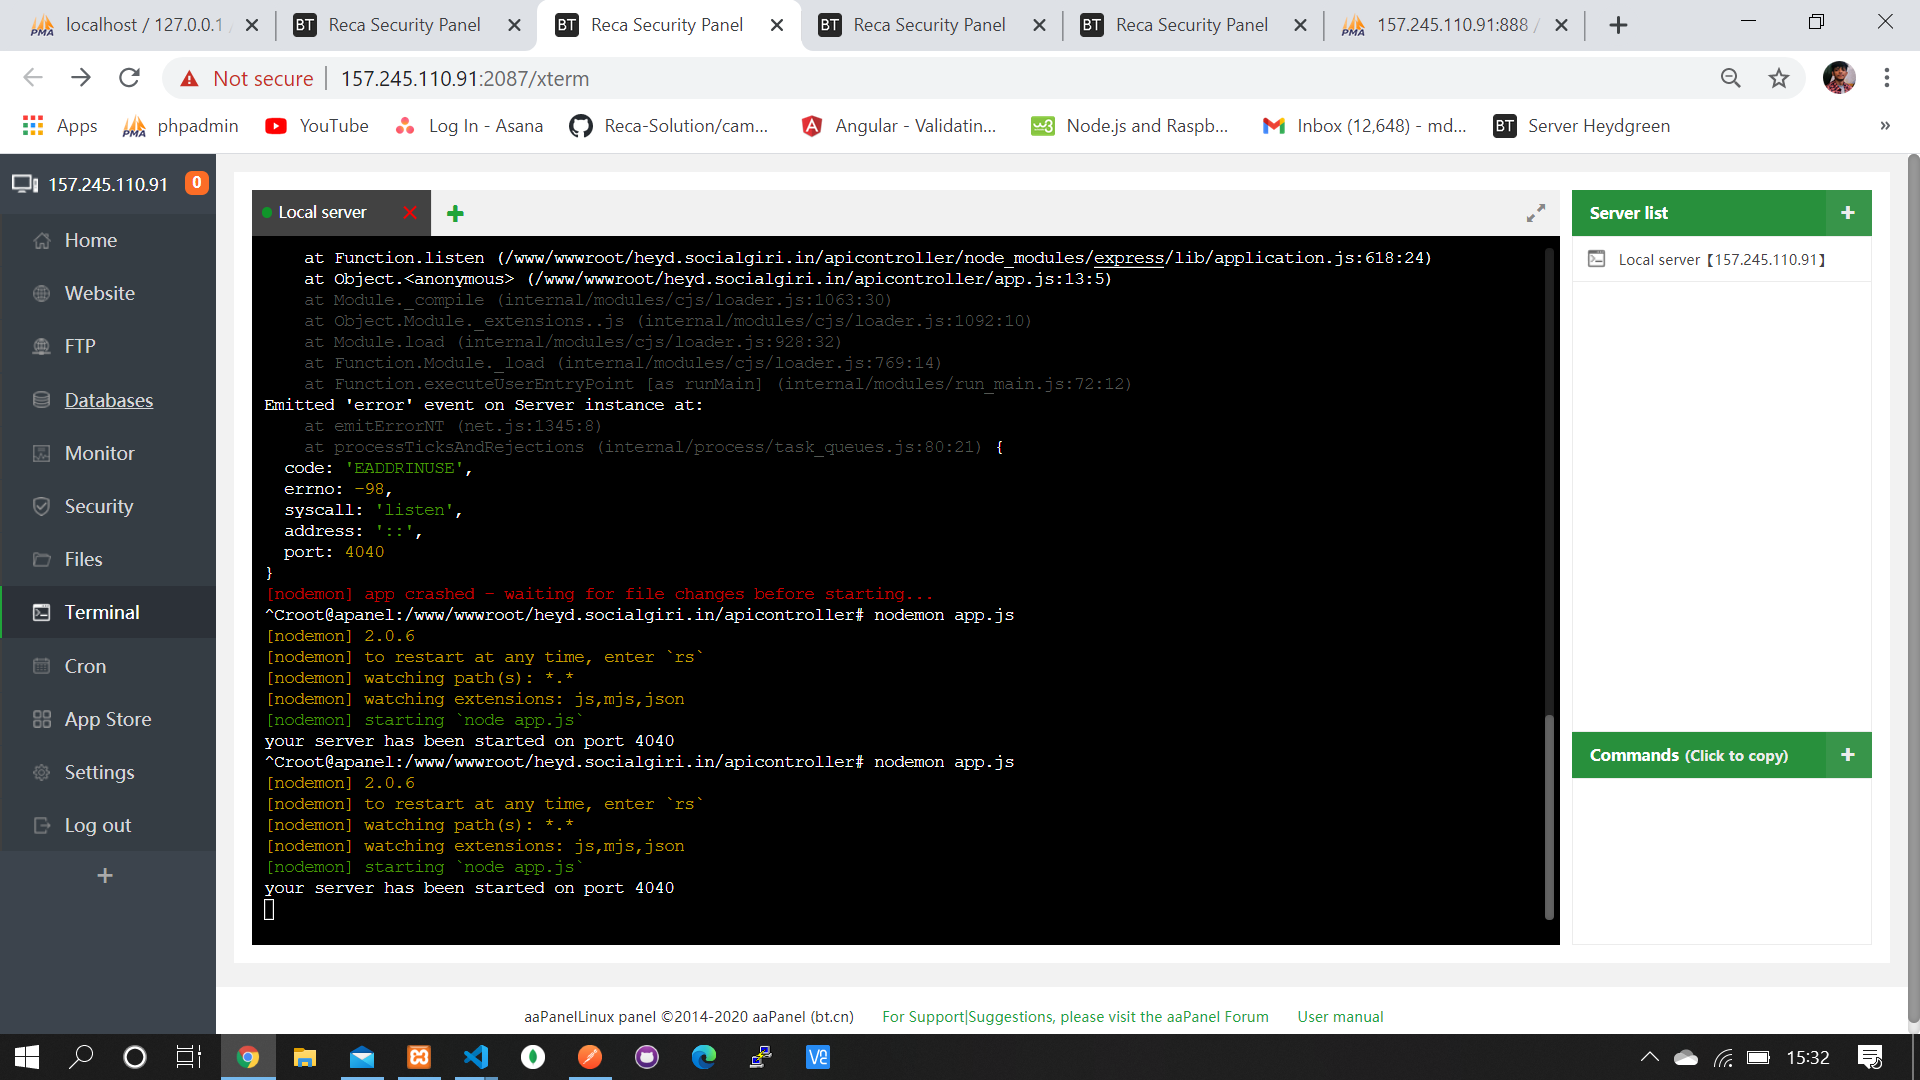 localhost / 127.0.0.1 /
Reca Security Panel
Reca Security Panel
Reca Security Panel
Reca Security Panel
157.245.110.91:888 /
Not secure
157.245.110.91:2087/xterm
Apps
phpadmin
YouTube
Log In - Asana
Reca-Solution/cam...
Angular - Validatin...
Node.js and Raspb...
Inbox (12,648) - md...
Server Heydgreen
»
157.245.110.91
0
Home
Website
FTP
Databases
Monitor
Security
Files
Terminal
Cron
App Store
Settings
Log out
Local server
at Function.listen (/www/wwwroot/heyd.socialgiri.in/apicontroller/node_modules/express/lib/application.js:618:24)
at Object.<anonymous> (/www/wwwroot/heyd.socialgiri.in/apicontroller/app.js:13:5)
at Module._compile (internal/modules/cjs/loader.js:1063:30)
at Object.Module._extensions..js (internal/modules/cjs/loader.js:1092:10)
at Module.load (internal/modules/cjs/loader.js:928:32)
at Function.Module._load (internal/modules/cjs/loader.js:769:14)
at Function.executeUserEntryPoint [as runMain] (internal/modules/run_main.js:72:12)
Emitted 'error' event on Server instance at:
at emitErrorNT (net.js:1345:8)
at processTicksAndRejections (internal/process/task_queues.js:80:21) {
code: 'EADDRINUSE',
errno: -98,
syscall: 'listen',
address: '::',
port: 4040
}
[nodemon] app crashed - waiting for file changes before starting...
^Croot@apanel:/www/wwwroot/heyd.socialgiri.in/apicontroller# nodemon app.js
[nodemon] 2.0.6
[nodemon] to restart at any time, enter `rs`
[nodemon] watching path(s): *.*
[nodemon] watching extensions: js,mjs,json
[nodemon] starting `node app.js`
your server has been started on port 4040
^Croot@apanel:/www/wwwroot/heyd.socialgiri.in/apicontroller# nodemon app.js
[nodemon] 2.0.6
[nodemon] to restart at any time, enter `rs`
[nodemon] watching path(s): *.*
[nodemon] watching extensions: js,mjs,json
[nodemon] starting `node app.js`
your server has been started on port 4040
Server list
Local server【157.245.110.91】
Commands (Click to copy)
aaPanelLinux panel ©2014-2020 aaPanel (bt.cn)
For Support|Suggestions, please visit the aaPanel Forum
User manual
15:32